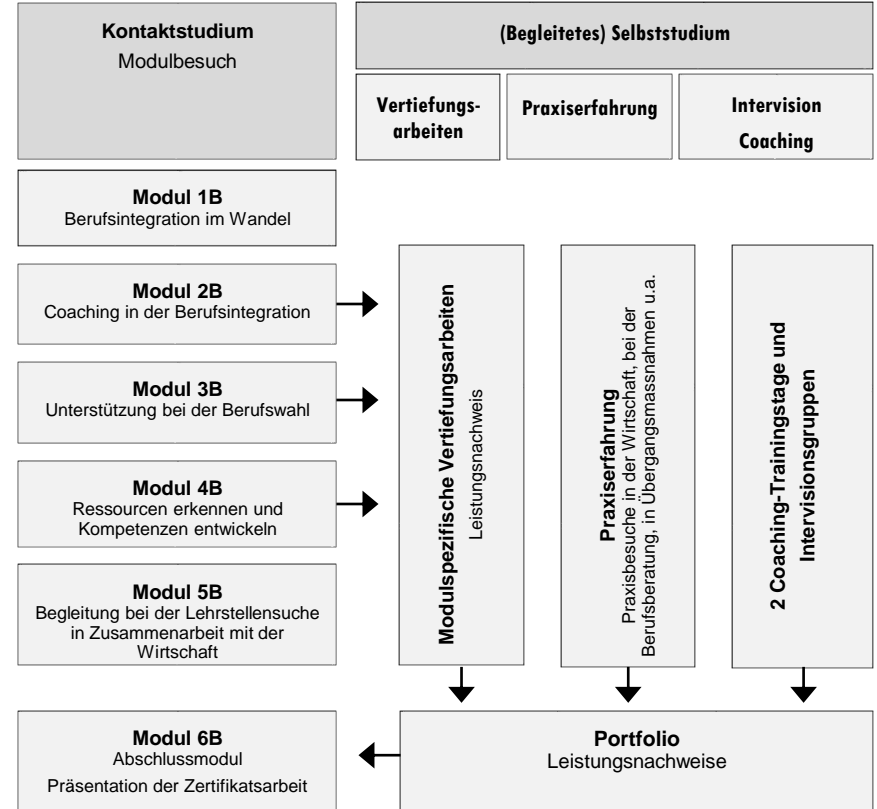 Kontaktstudium
Modulbesuch
(Begleitetes) Selbststudium
Vertiefungs-
arbeiten
Praxiserfahrung
Intervision
Coaching
Modul 1B
Berufsintegration im Wandel
Modul 2B
Coaching in der Berufsintegration
Modul 3B
Unterstützung bei der Berufswahl
Modul 4B
Ressourcen erkennen und
Kompetenzen entwickeln
Modul 5B
Begleitung bei der Lehrstellensuche
in Zusammenarbeit mit der
Wirtschaft
Modulspezifische Vertiefungsarbeiten
Leistungsnachweis
Praxiserfahrung
Praxisbesuche in der Wirtschaft, bei der
Berufsberatung, in Übergangsmassnahmen u.a.
2 Coaching-Trainingstage und
Intervisionsgruppen
Modul 6B
Abschlussmodul
Präsentation der Zertifikatsarbeit
Portfolio
Leistungsnachweise